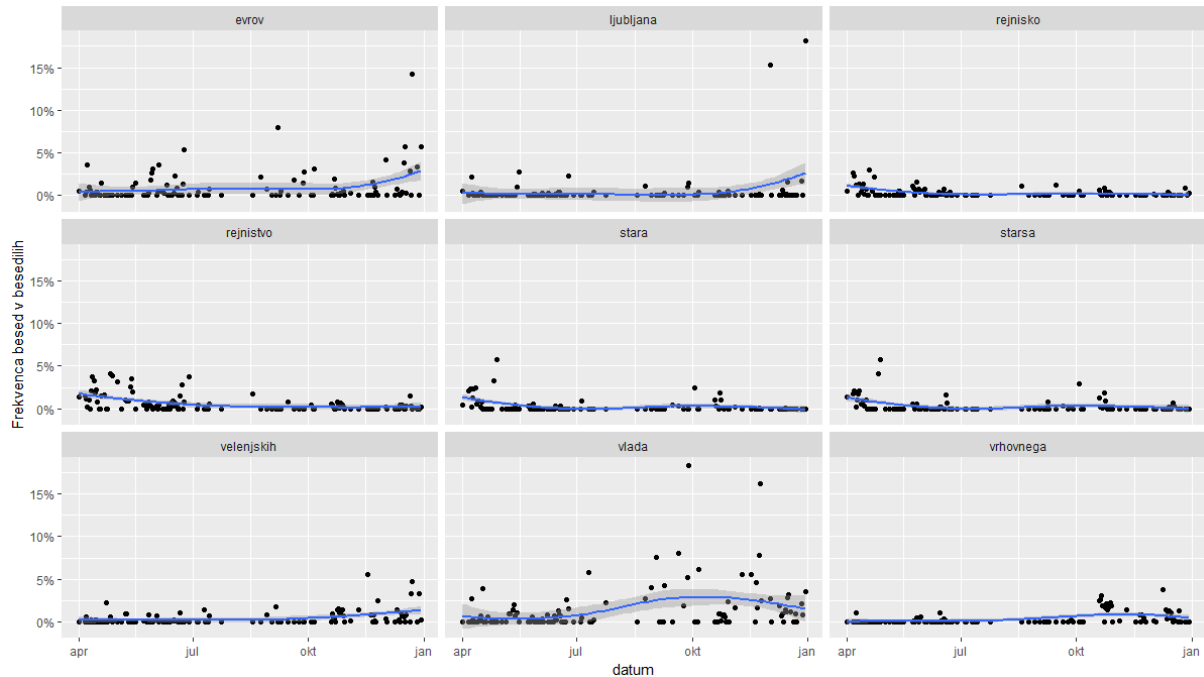 evrov ljubljana rejnisko
15%
10%
5%
0%
rejnistvo stara starsa
15%
10%
5%
0%
Frekvenca besed v besedilih
velenjskih vlada vrhovnega
15%
10%
5%
0%
apr jul okt jan apr jul okt jan apr jul okt jan
datum